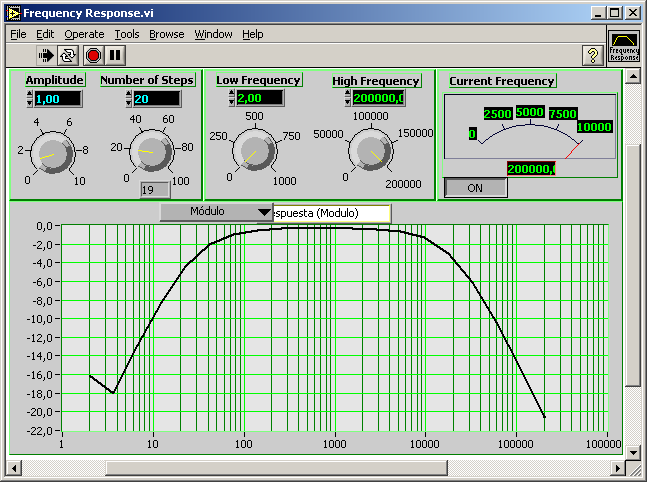 Frequency Response.vi
File Edit Operate Tools Browse Window Help
?
Frequency
Response
Amplitude
Number of Steps
Low Frequency
High Frequency
Current Frequency
1,00
20
2,00
200000,0
0 2 4 6 8 10
0 20 40 60 80 100
19
0 250 500 750 1000
0 50000 100000 150000 200000
0 2500 5000 7500 10000
200000,
ON
Módulo
spuesta (Modulo)
0,0
-2,0
-4,0
-6,0
-8,0
-10,0
-12,0
-14,0
-16,0
-18,0
-20,0
-22,0
1 10 100 1000 10000 100000 100000